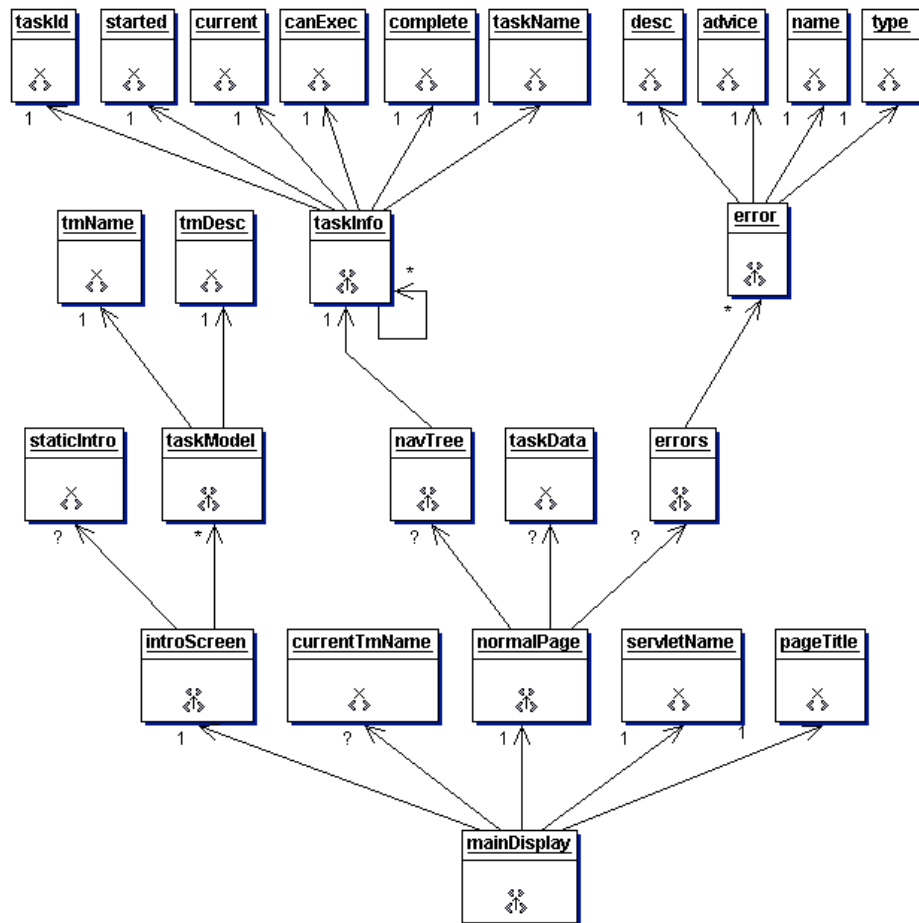 taskId started current canExec complete taskName desc advice name type
1 1 1 1 1 1 1 1 1 1
tmName tmDesc taskInfo error
*
1 1 1 *
staticIntro taskModel navTree taskData errors
? * ? ? ?
introScreen currentTmName normalPage servletName pageTitle
1 ? 1 1 1
mainDisplay